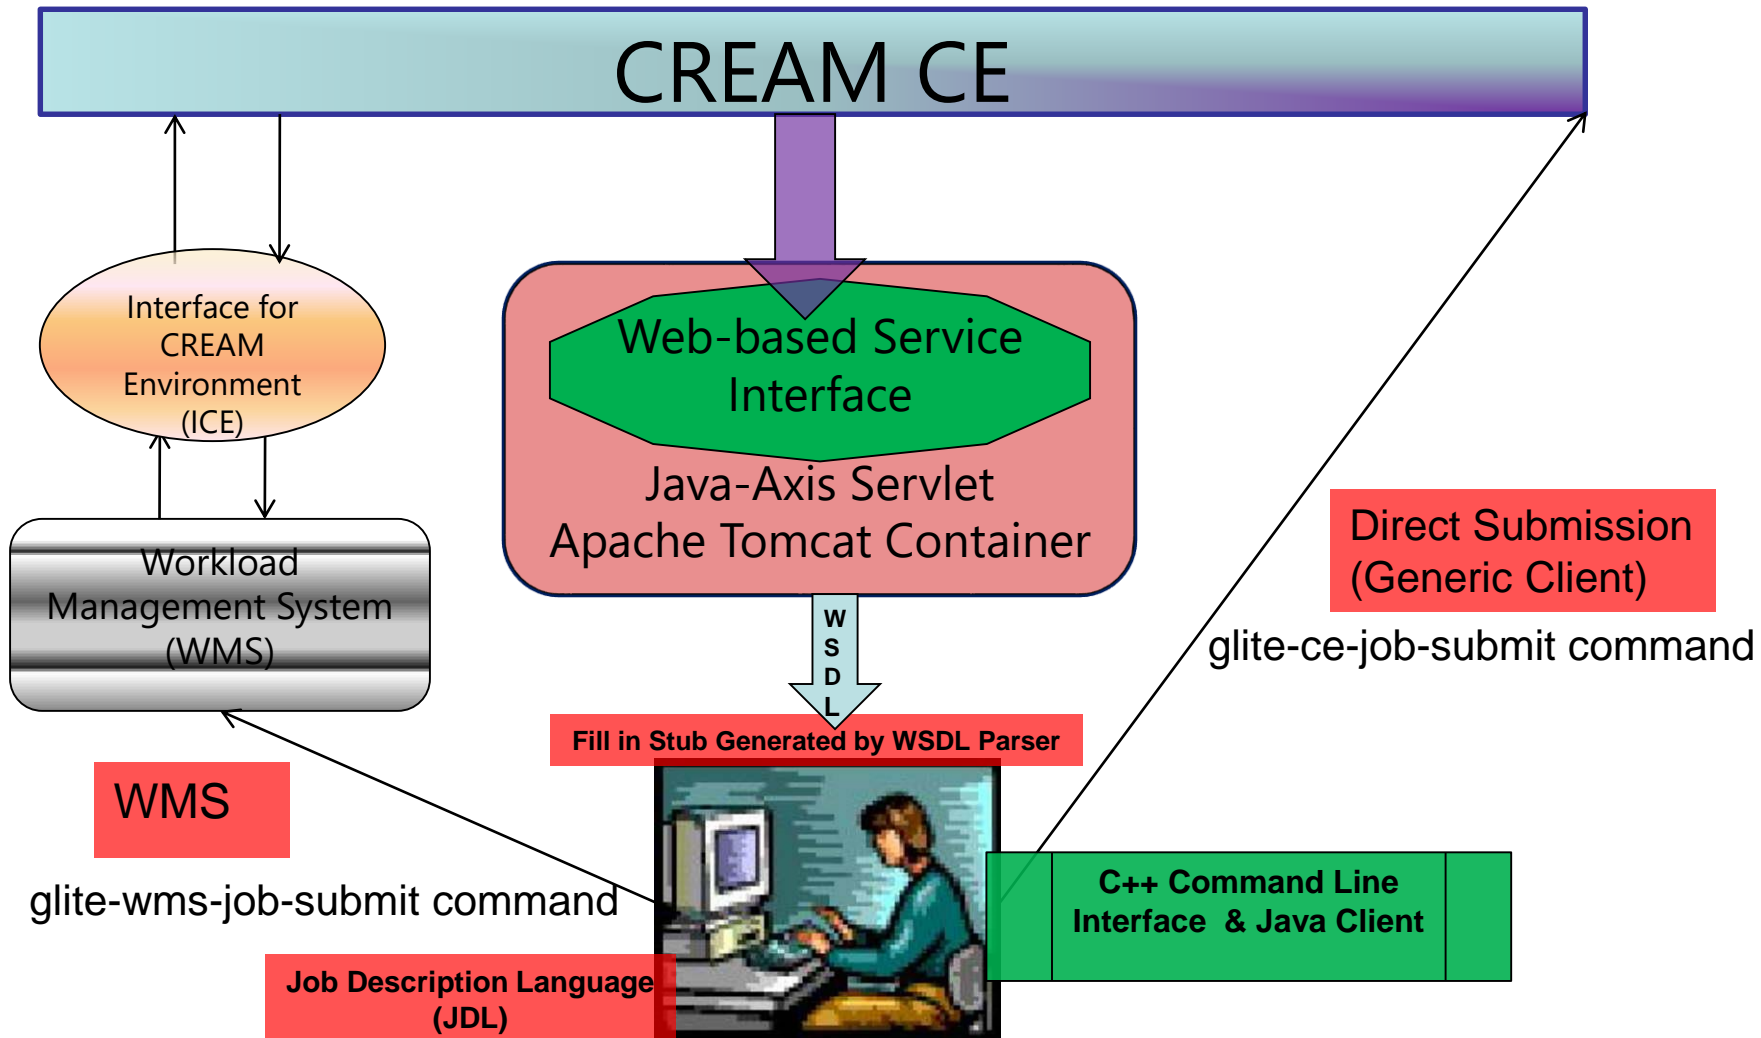 CREAM CE
Interface for
CREAM
Environment
(ICE)
Web-based Service
Interface
Java-Axis Servlet
Apache Tomcat Container
Workload
Management System
(WMS)
Direct Submission
(Generic Client)
glite-ce-job-submit command
W
S
D
L
Fill in Stub Generated by WSDL Parser
WMS
glite-wms-job-submit command
C++ Command Line
Interface & Java Client
Job Description Language
(JDL)